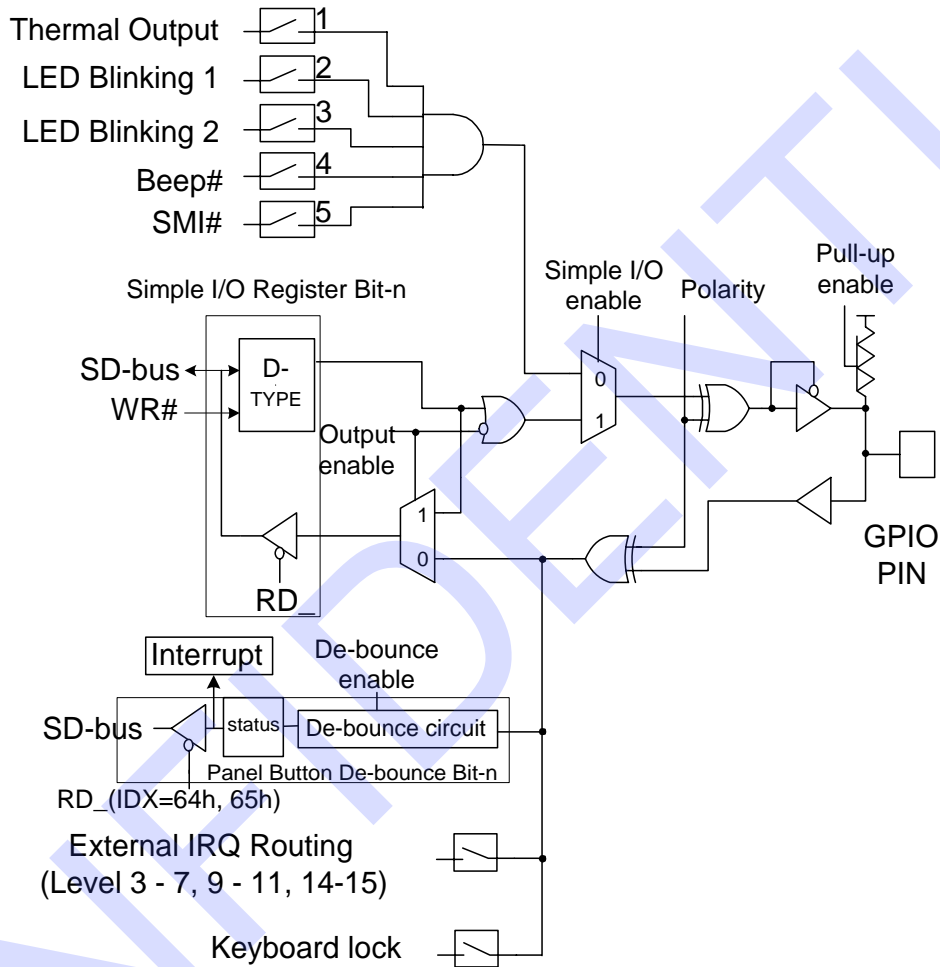 Thermal Output
1
LED Blinking 1
2
LED Blinking 2
3
Beep#
4
SMI#
5
Simple I/O Register Bit-n
Simple I/O
enable
Polarity
Pull-up
enable
SD-bus
WR#
D-
TYPE
0
1
Output
enable
1
0
RD_
GPIO
PIN
Interrupt
De-bounce
enable
SD-bus
status
De-bounce circuit
Panel Button De-bounce Bit-n
RD_(IDX=64h, 65h)
External IRQ Routing
(Level 3 - 7, 9 - 11, 14-15)
Keyboard lock
NFIDENTI